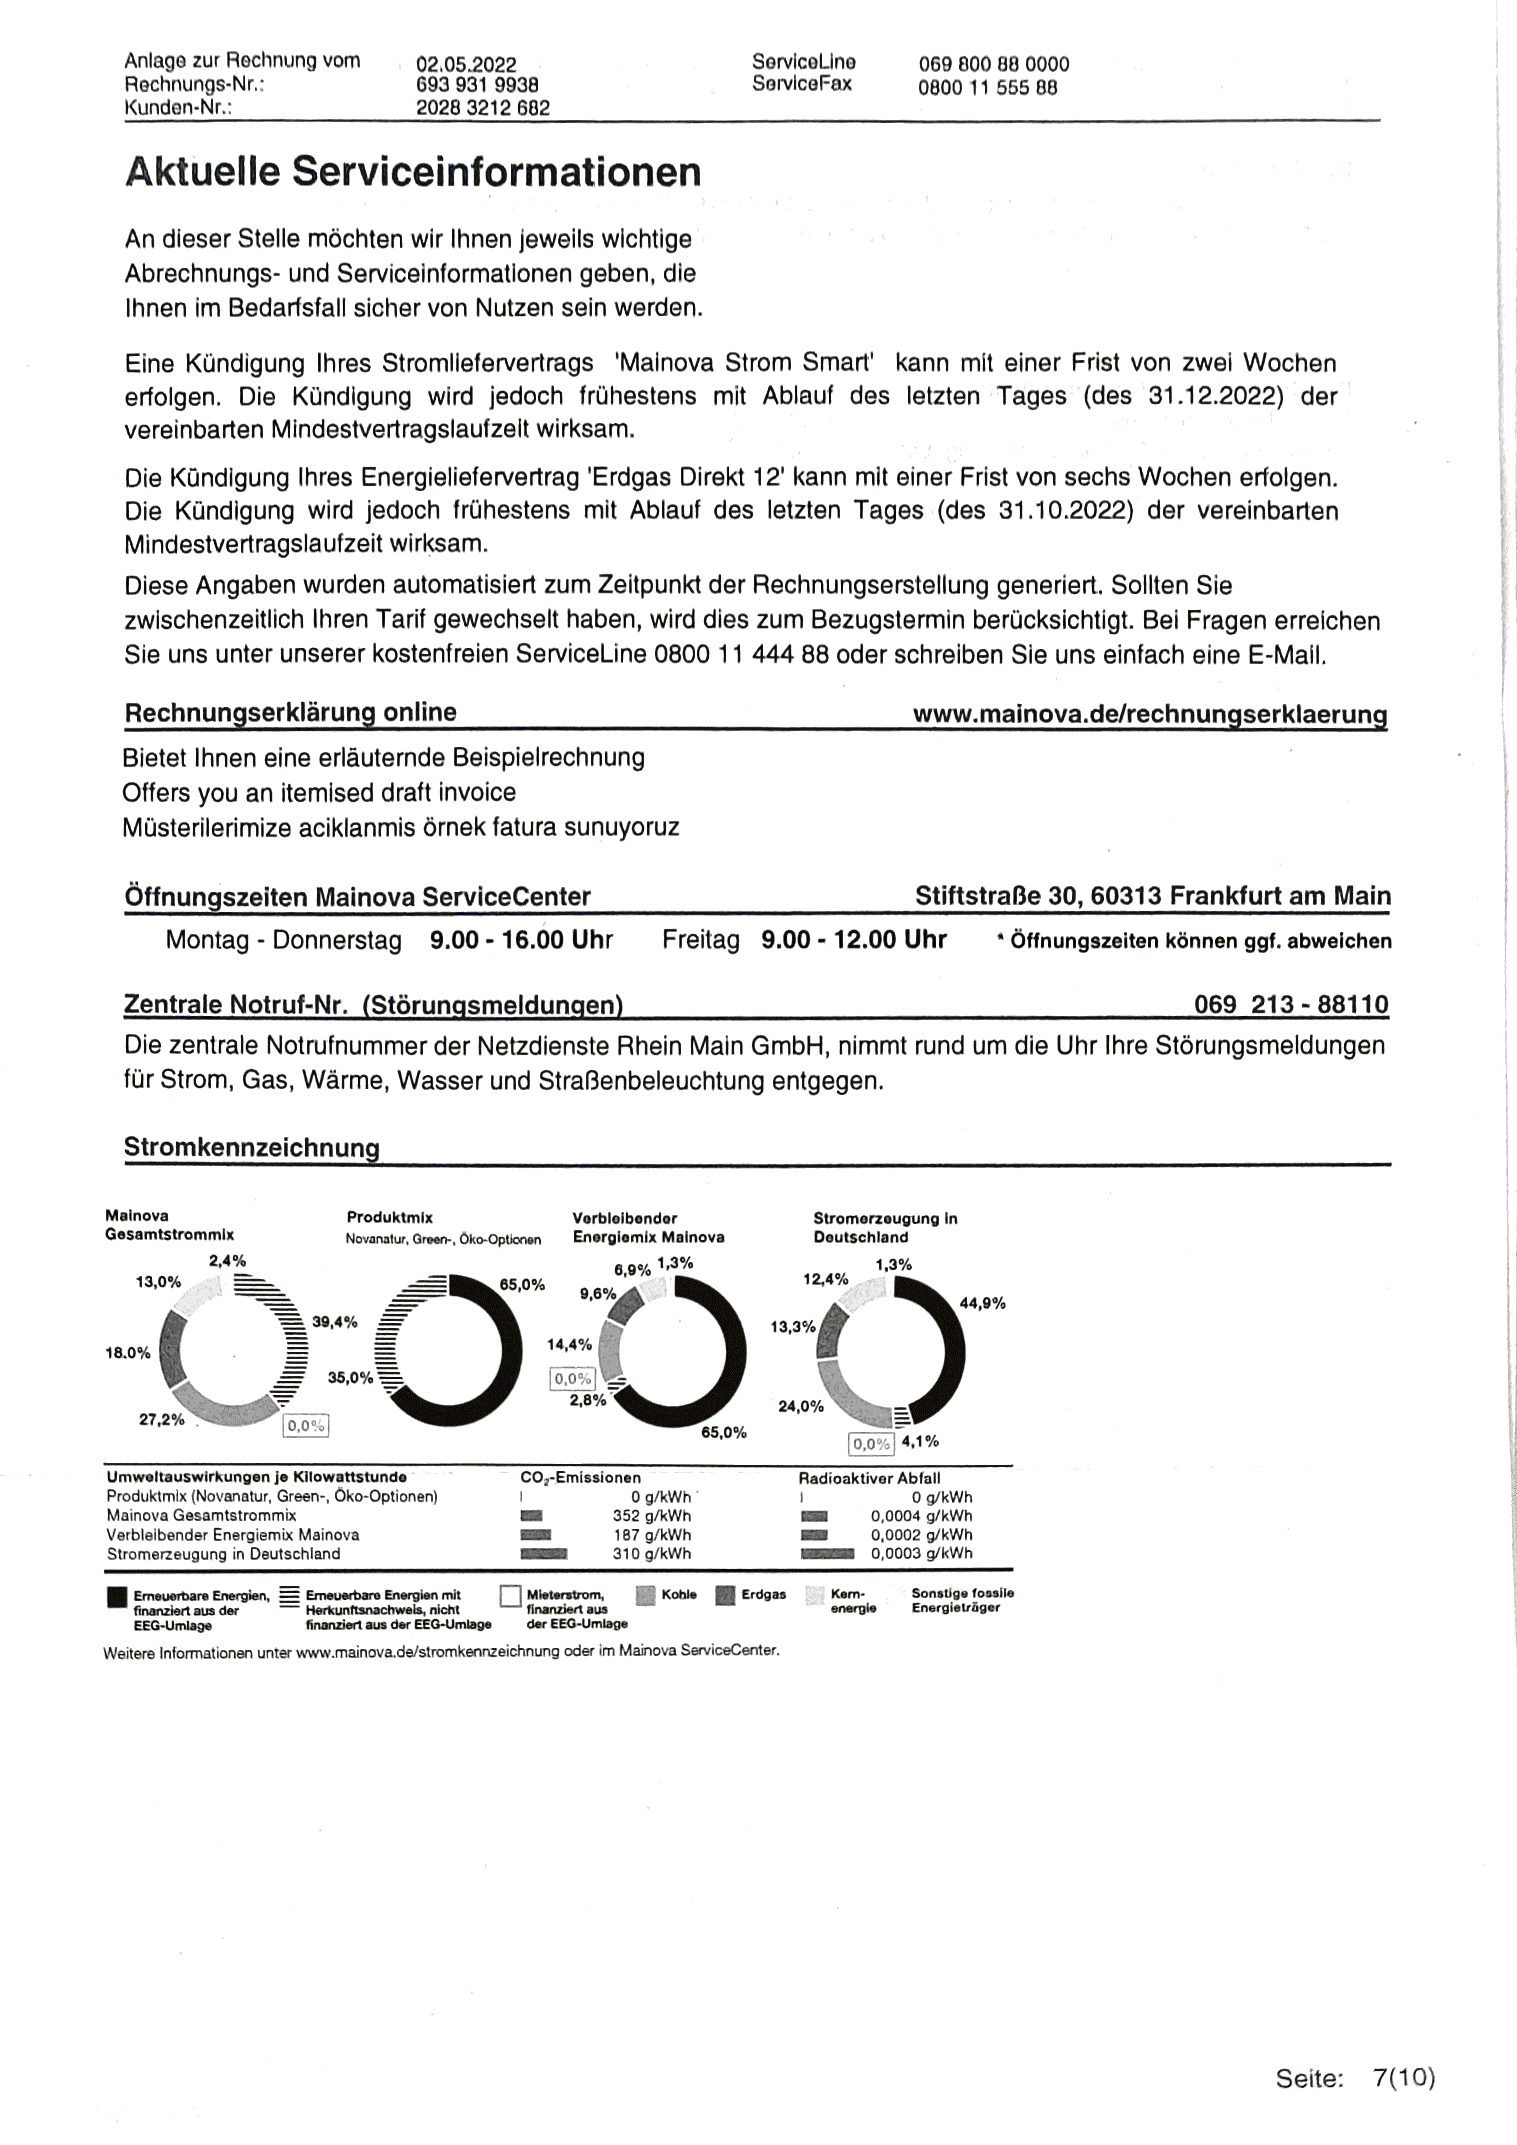 Anlage zur Rechnung vom 02.05.2022 ServiceLine 069 800 88 0000
Rechnungs-Nr.: 693 931 9938 ServiceFax 0800 11 555 88
Kunden-Nr.: 2028 3212 682
Aktuelle Serviceinformationen
An dieser Stelle möchten wir Ihnen jeweils wichtige
Abrechnungs- und Serviceinformationen geben, die
Ihnen im Bedarfsfall sicher von Nutzen sein werden.
Eine Kündigung Ihres Stromliefervertrags 'Mainova Strom Smart' kann mit einer Frist von zwei Wochen
erfolgen. Die Kündigung wird jedoch frühestens mit Ablauf des letzten Tages (des 31.12.2022) der
vereinbarten Mindestvertragslaufzeit wirksam.
Die Kündigung Ihres Energieliefervertrag 'Erdgas Direkt 12' kann mit einer Frist von sechs Wochen erfolgen.
Die Kündigung wird jedoch frühestens mit Ablauf des letzten Tages (des 31.10.2022) der vereinbarten
Mindestvertragslaufzeit wirksam.
Diese Angaben wurden automatisiert zum Zeitpunkt der Rechnungserstellung generiert. Sollten Sie
zwischenzeitlich Ihren Tarif gewechselt haben, wird dies zum Bezugstermin berücksichtigt. Bei Fragen erreichen
Sie uns unter unserer kostenfreien ServiceLine 0800 11 444 88 oder schreiben Sie uns einfach eine E-Mail.
Rechnungserklärung online www.mainova.de/rechnungserklaerung
Bietet Ihnen eine erläuternde Beispielrechnung
Offers you an itemised draft invoice
Müsterilerimize aciklanmis örnek fatura sunuyoruz
Öffnungszeiten Mainova ServiceCenter Stiftstraße 30, 60313 Frankfurt am Main
Montag - Donnerstag 9.00 - 16.00 Uhr Freitag 9.00 - 12.00 Uhr * Öffnungszeiten können ggf. abweichen
Zentrale Notruf-Nr. (Störungsmeldungen) 069 213 - 88110
Die zentrale Notrufnummer der Netzdienste Rhein Main GmbH, nimmt rund um die Uhr Ihre Störungsmeldungen
für Strom, Gas, Wärme, Wasser und Straßenbeleuchtung entgegen.
Stromkennzeichnung
Mainova
Gesamtstrommix
2,4%
13,0%
39,4%
18.0%
27,2%
0,0%
Produktmix
Novanatur, Green-, Öko-Optionen
65,0%
35,0%
Verbleibender
Energiemix Mainova
6,9% 1,3%
9,6%
14,4%
0,0%
2,8%
65,0%
Stromerzeugung in
Deutschland
1,3%
12,4%
44,9%
13,3%
24,0%
0,0% 4,1%
Umweltauswirkungen je Kilowattstunde CO₂-Emissionen Radioaktiver Abfall
Produktmix (Novanatur, Green-, Öko-Optionen) 0 g/kWh 0 g/kWh
Mainova Gesamtstrommix 352 g/kWh 0,0004 g/kWh
Verbleibender Energiemix Mainova 187 g/kWh 0,0002 g/kWh
Stromerzeugung in Deutschland 310 g/kWh 0,0003 g/kWh
Erneuerbare Energien,
finanziert aus der
EEG-Umlage
Erneuerbare Energien mit
Herkunftsnachweis, nicht
finanziert aus der EEG-Umlage
Mieterstrom,
finanziert aus
der EEG-Umlage
Kohle
Erdgas
Kern-
energie
Sonstige fossile
Energieträger
Weitere Informationen unter www.mainova.de/stromkennzeichnung oder im Mainova ServiceCenter.
Seite: 7(10)